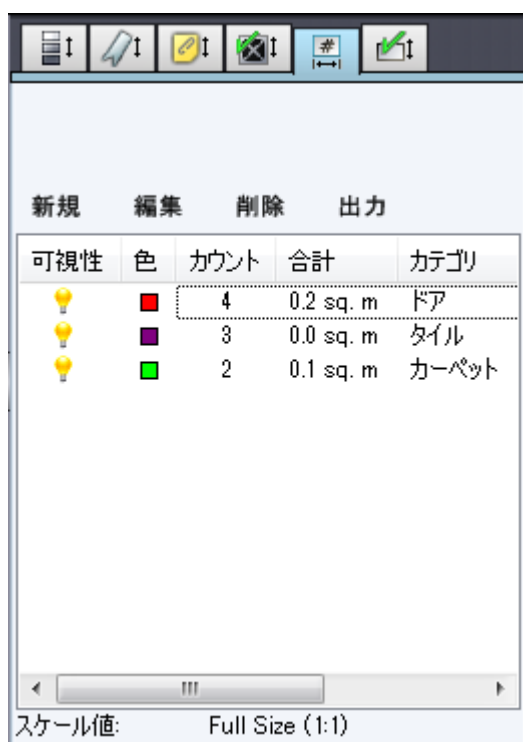 #
新規 編集 削除 出力
可視性 色 カウント 合計 カテゴリ
4 0.2 sq. m ドア
3 0.0 sq. m タイル
2 0.1 sq. m カーペット
スケール値: Full Size (1:1)